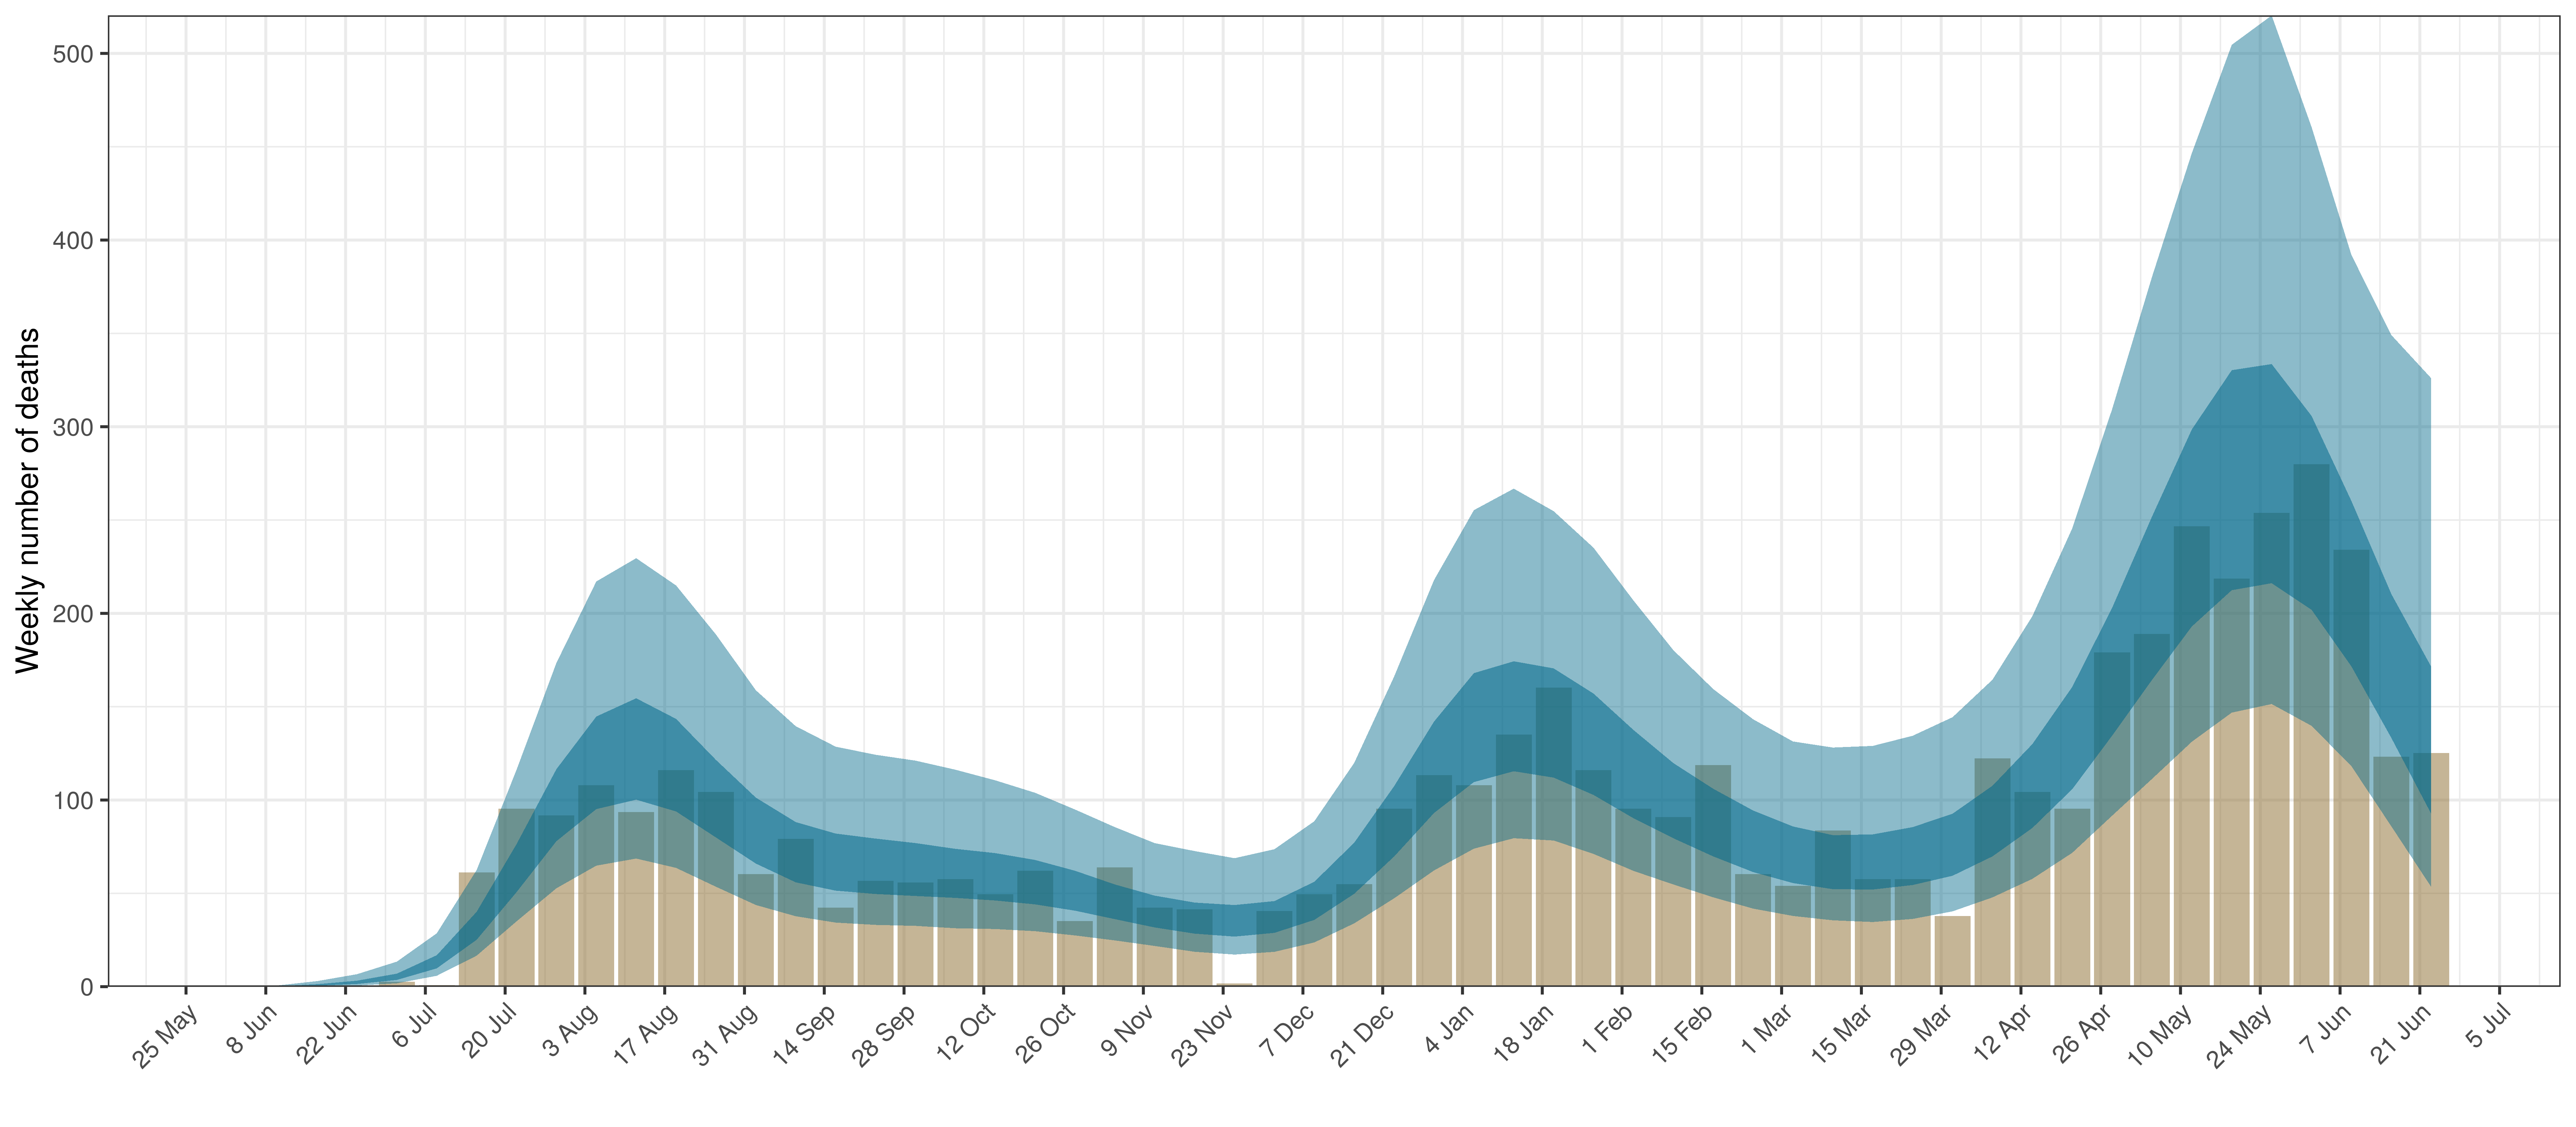 Weekly number of deaths
500
400
300
200
100
0
25 May
8 Jun
22 Jun
6 Jul
20 Jul
3 Aug
17 Aug
31 Aug
14 Sep
28 Sep
12 Oct
26 Oct
9 Nov
23 Nov
7 Dec
21 Dec
4 Jan
18 Jan
1 Feb
15 Feb
1 Mar
15 Mar
29 Mar
12 Apr
26 Apr
10 May
24 May
7 Jun
21 Jun
5 Jul